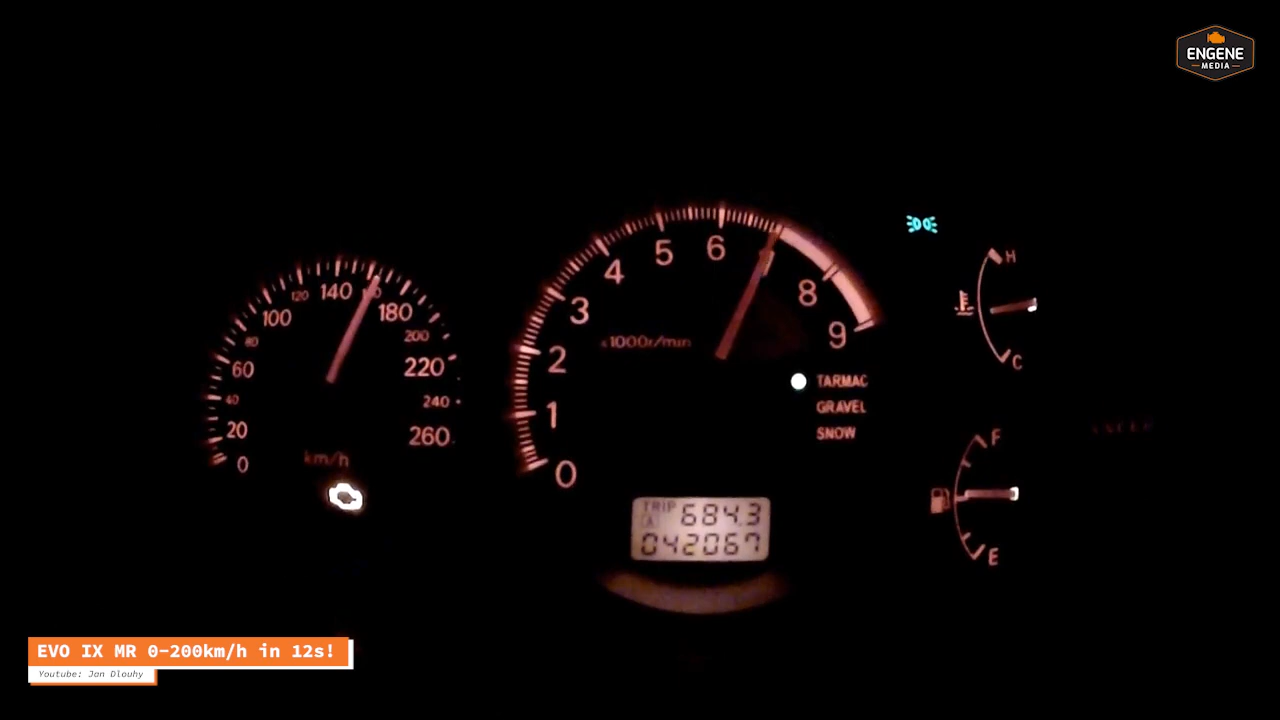 ENGENE
MEDIA
0
20
40
60
80
100
120
140
160
180
200
220
240
260
km/h
0
1
2
3
4
5
6
8
9
x1000r/min
TARMAC
GRAVEL
SNOW
TRIP
A 684.3
042067
H
C
F
E
EVO IX MR 0-200km/h in 12s!
Youtube: Jan Dlouhy